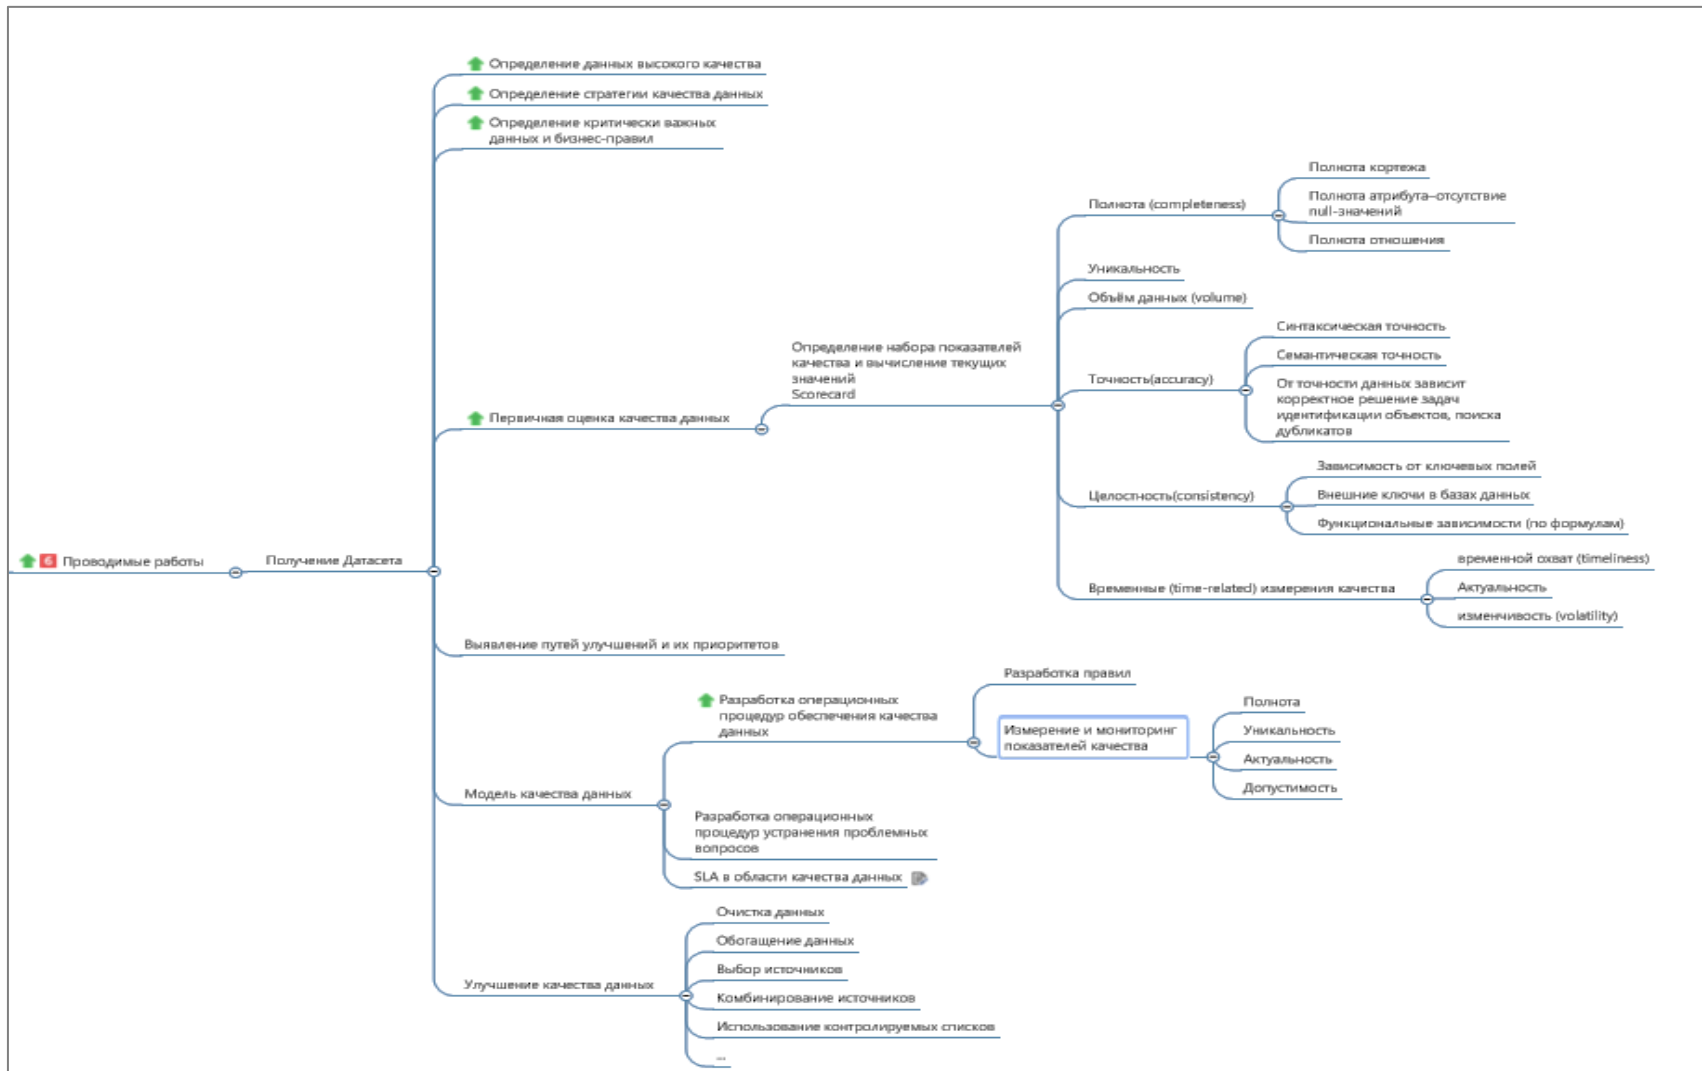 Определение данных высокого качества
Определение стратегии качества данных
Определение критически важных
данных и бизнес-правил
Полнота кортежа
Полнота (completeness)
Полнота атрибута–отсутствие
null-значений
Полнота отношения
Уникальность
Объём данных (volume)
Определение набора показателей
качества и вычисление текущих
значений
Scorecard
Синтаксическая точность
Семантическая точность
Точность(accuracy)
От точности данных зависит
корректное решение задач
идентификации объектов, поиска
дубликатов
Первичная оценка качества данных
Зависимость от ключевых полей
Целостность(consistency)
Внешние ключи в базах данных
Функциональные зависимости (по формулам)
6 Проводимые работы
Получение Датасета
временной охват (timeliness)
Временные (time-related) измерения качества
Актуальность
изменчивость (volatility)
Выявление путей улучшений и их приоритетов
Разработка операционных
процедур обеспечения качества
данных
Разработка правил
Измерение и мониторинг
показателей качества
Полнота
Уникальность
Актуальность
Допустимость
Модель качества данных
Разработка операционных
процедур устранения проблемных
вопросов
SLA в области качества данных
Очистка данных
Обогащение данных
Выбор источников
Улучшение качества данных
Комбинирование источников
Использование контролируемых списков
...